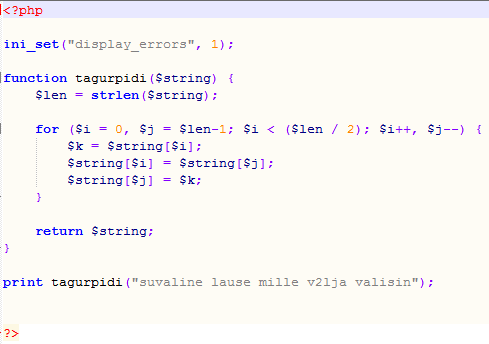 <?php
ini_set("display_errors", 1);
function tagurpidi($string) {
$len = strlen($string);
for ($i = 0, $j = $len-1; $i < ($len / 2); $i++, $j--) {
$k = $string[$i];
$string[$i] = $string[$j];
$string[$j] = $k;
}
return $string;
}
print tagurpidi("suvaline lause mille v2lja valisin");
?>